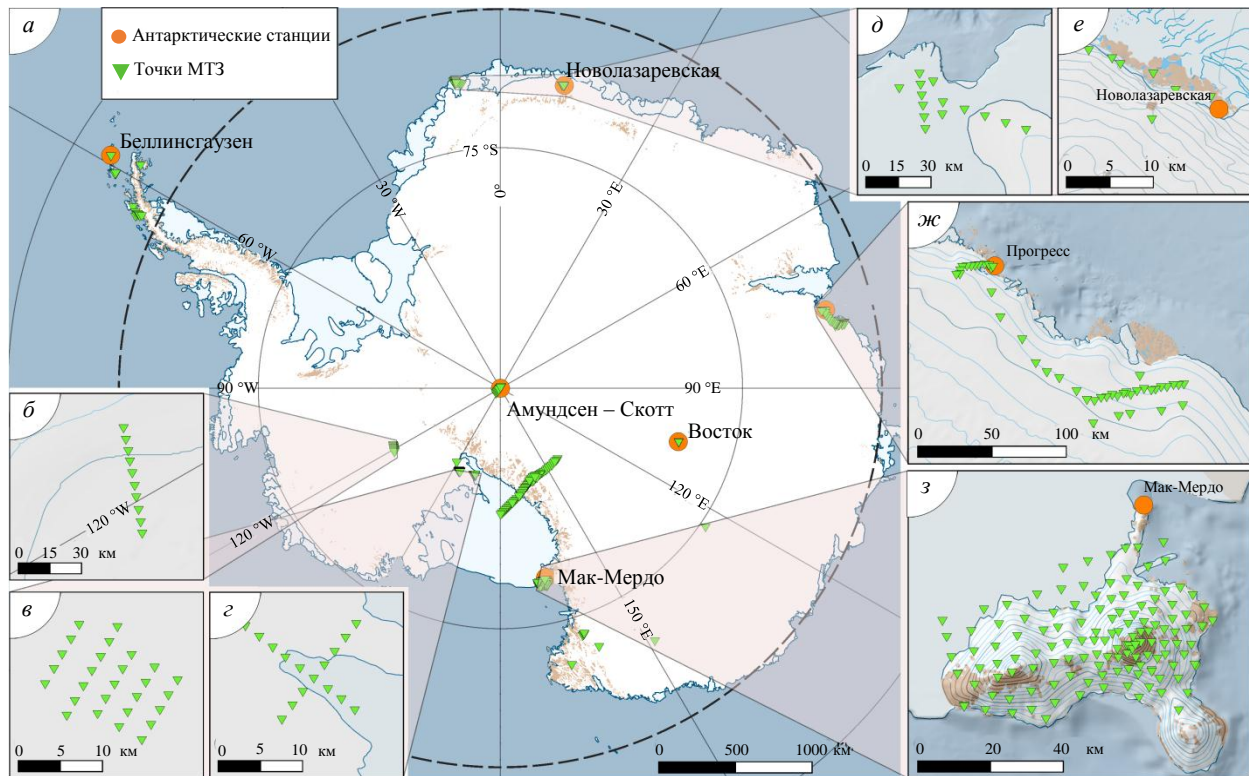 а
Антарктические станции
Точки МТЗ
Новолазаревская
Беллинсгаузен
75 °S
30 °W
0°
30 °E
60 °W
60 °E
90 °W
90 °E
Амундсен – Скотт
Восток
120 °W
120 °E
Мак-Мердо
150 °E
0 500 1000 км
б
120 °W
0 15 30 км
в
0 5 10 км
г
0 5 10 км
д
0 15 30 км
е
Новолазаревская
0 5 10 км
ж
Прогресс
0 50 100 км
з
Мак-Мердо
0 20 40 км